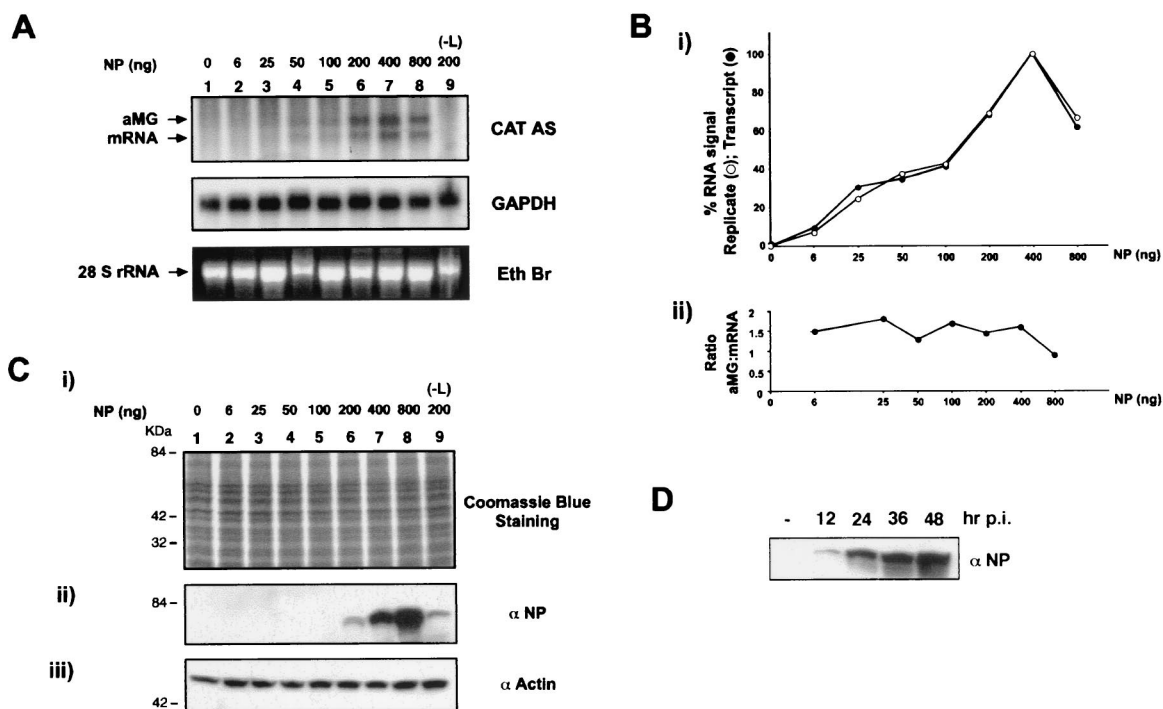 A
(-L)
NP (ng) 0 6 25 50 100 200 400 800 200
1 2 3 4 5 6 7 8 9
aMG
mRNA
CAT AS
GAPDH
28 S rRNA
Eth Br
B
i)
% RNA signal
Replicate (○); Transcript (●)
100
80
60
40
20
0
0 6 25 50 100 200 400 800 NP (ng)
ii)
Ratio
aMG:mRNA
2
1.5
1
0.5
0 6 25 50 100 200 400 800 NP (ng)
C
i)
(-L)
NP (ng) 0 6 25 50 100 200 400 800 200
KDa
1 2 3 4 5 6 7 8 9
84 –
42 –
32 –
Coomassie Blue
Staining
ii)
84 –
α NP
iii)
α Actin
42 –
D
- 12 24 36 48 hr p.i.
α NP